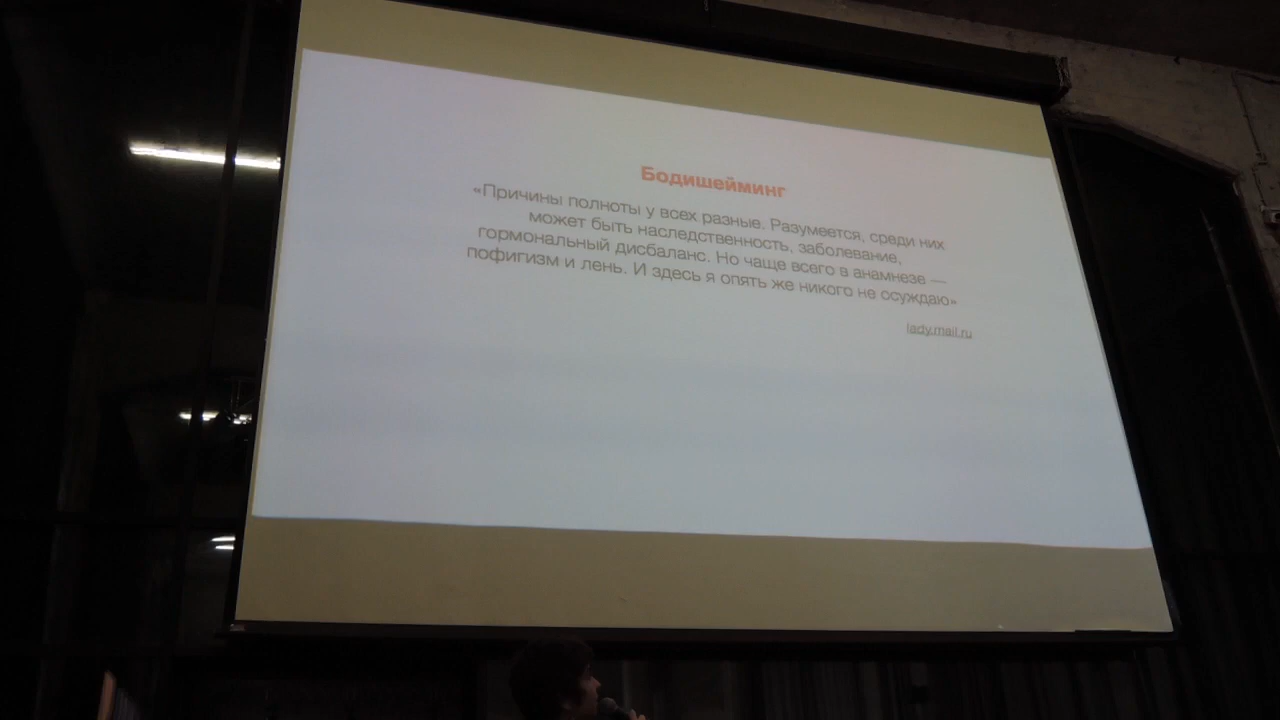 Бодишейминг
«Причины полноты у всех разные. Разумеется, среди них
может быть наследственность, заболевание,
гормональный дисбаланс. Но чаще всего в анамнезе —
пофигизм и лень. И здесь я опять же никого не осуждаю»
lady.mail.ru